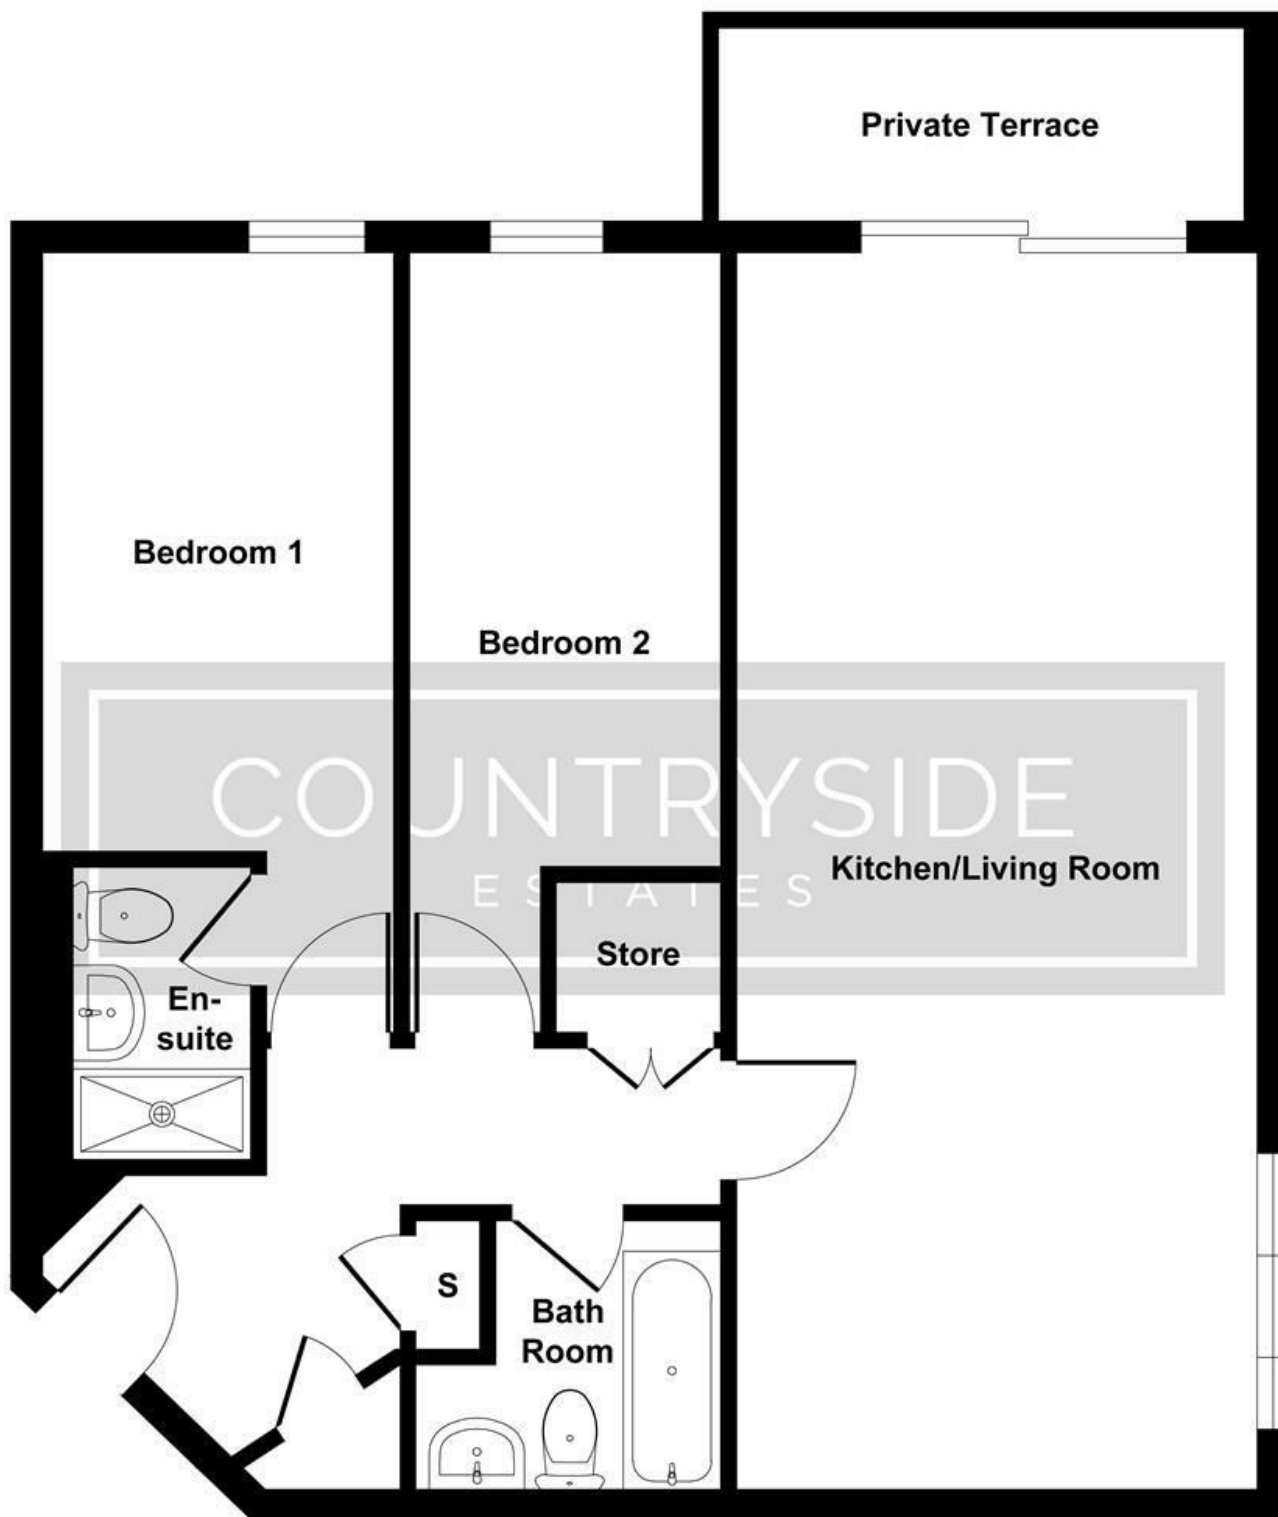 Private Terrace
Bedroom 1
Bedroom 2
COUNTRYSIDE
ESTATES
Kitchen/Living Room
Store
En-
suite
S
Bath
Room